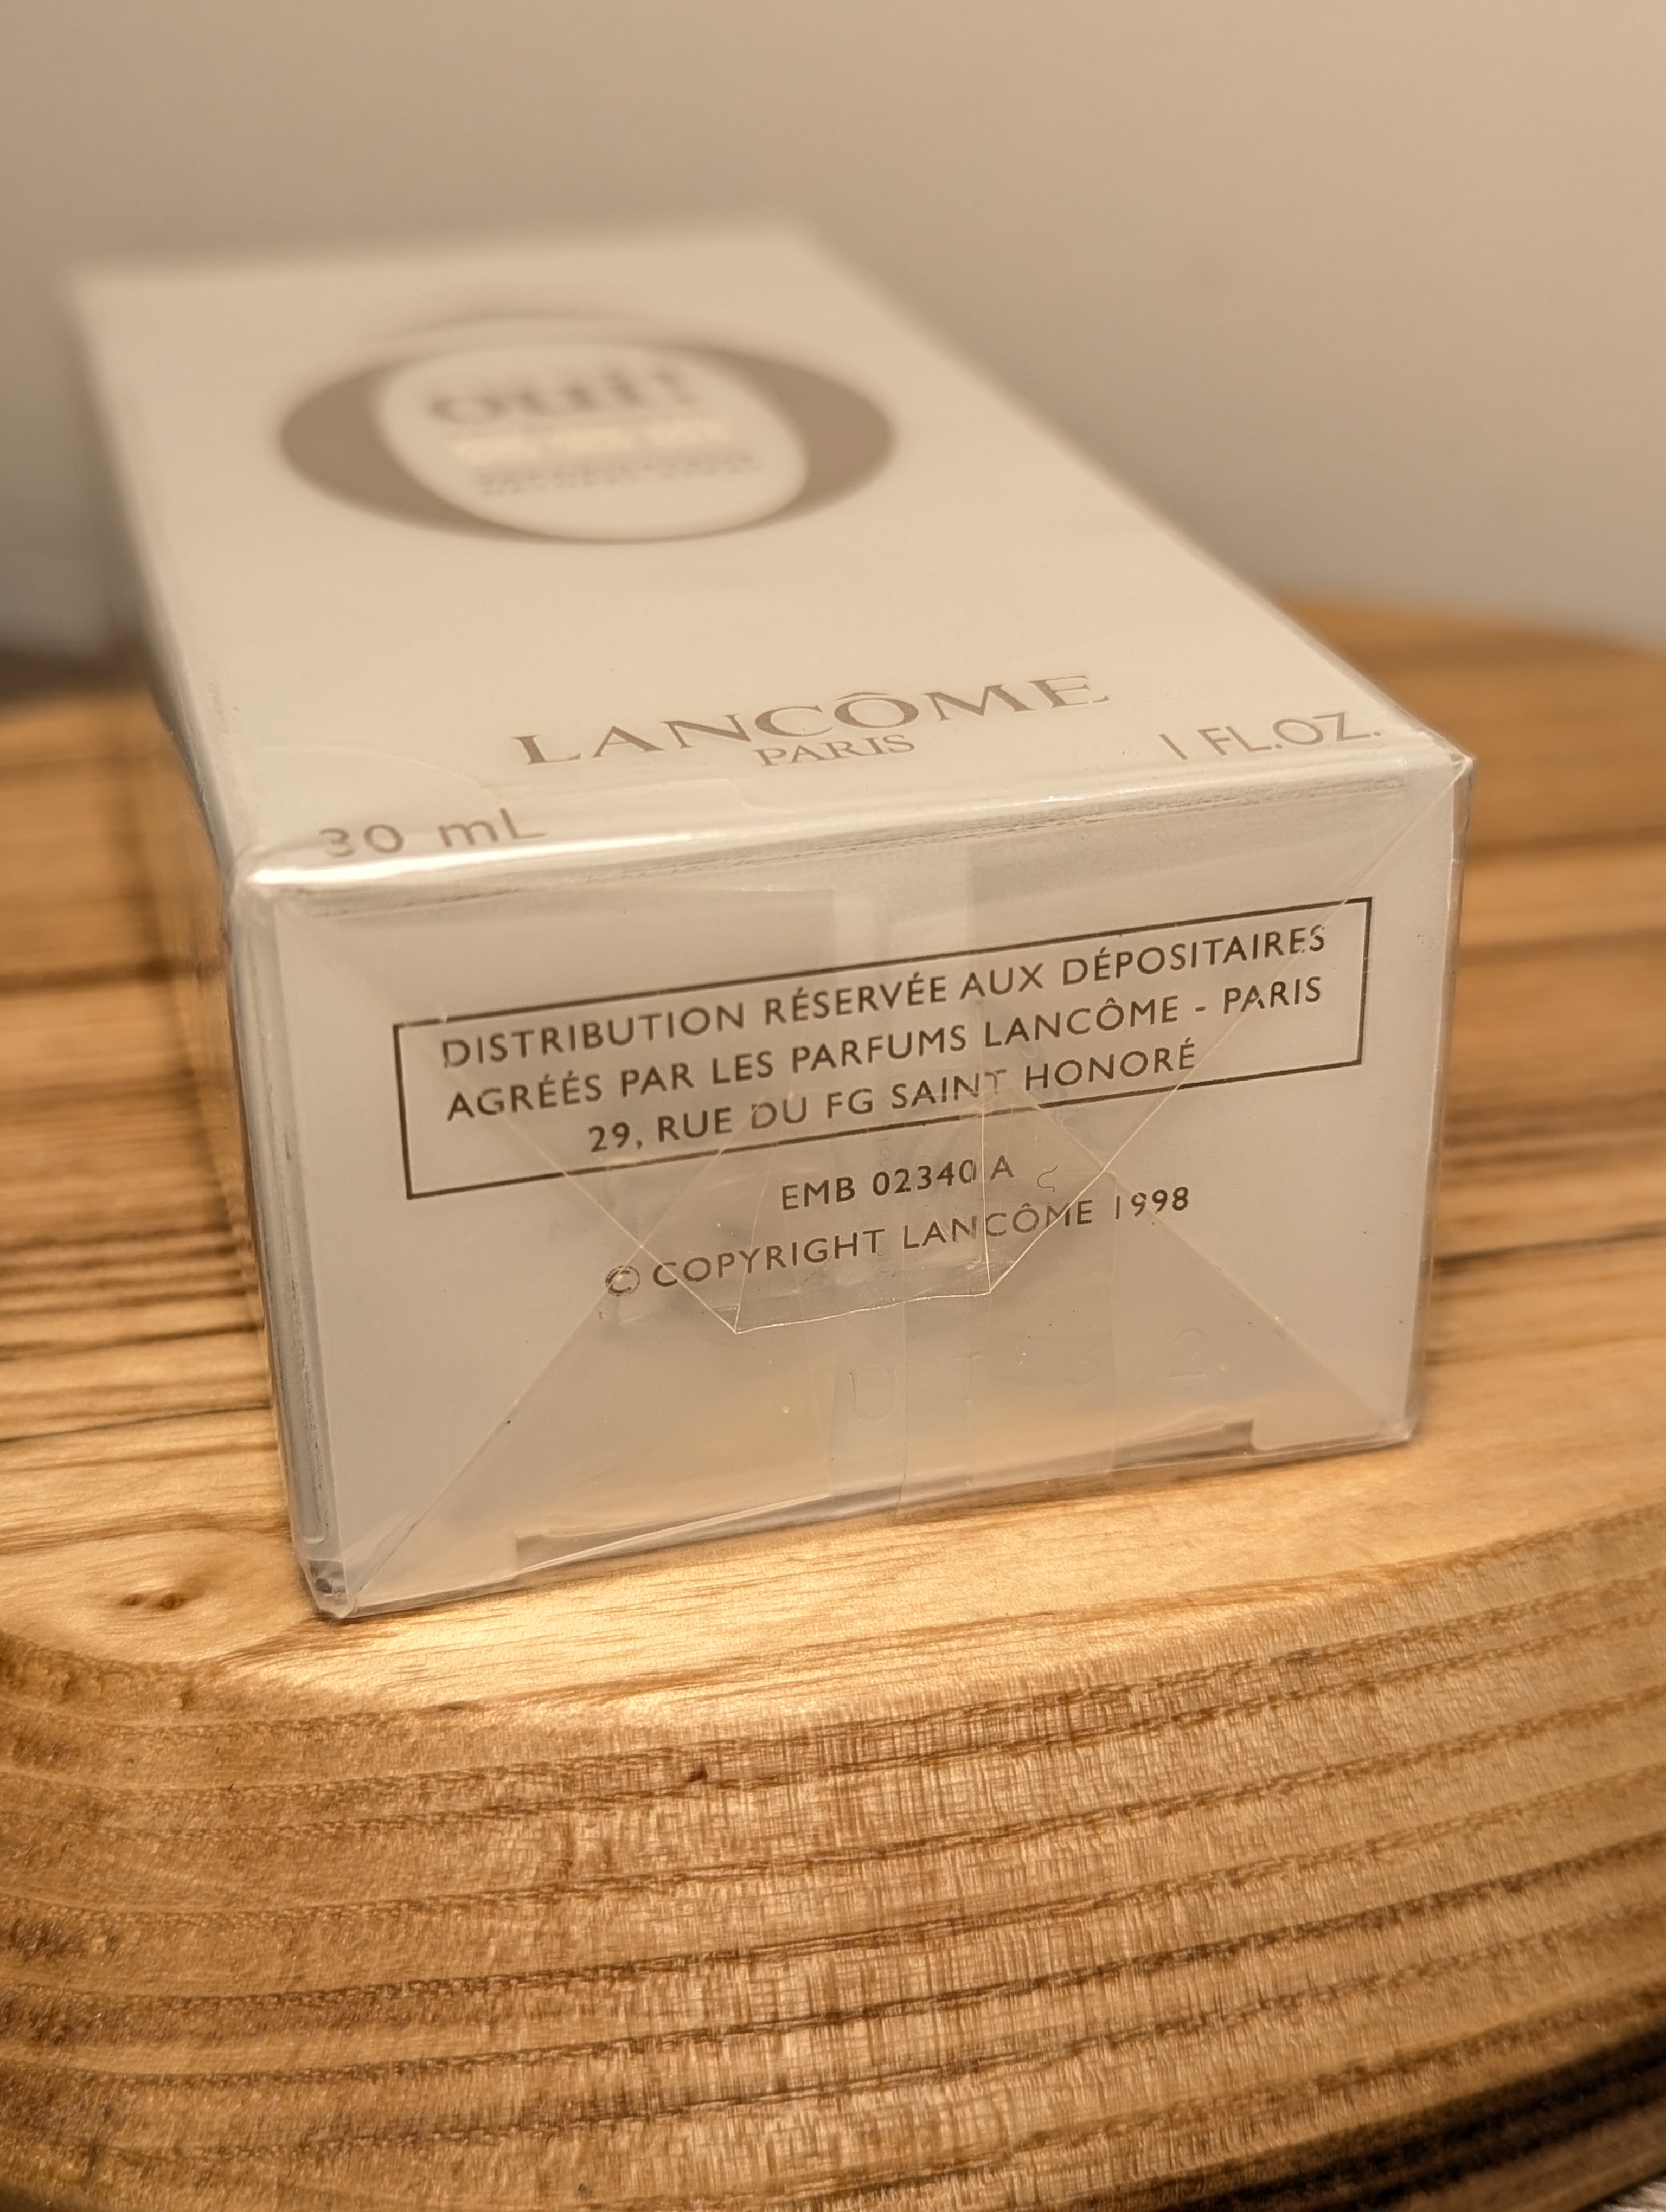 oui!
LANCÔME
PARIS
30 mL
1 FL.OZ.
DISTRIBUTION RÉSERVÉE AUX DÉPOSITAIRES
AGRÉÉS PAR LES PARFUMS LANCÔME - PARIS
29, RUE DU FG SAINT HONORÉ
EMB 02340 A
© COPYRIGHT LANCÔME 1998